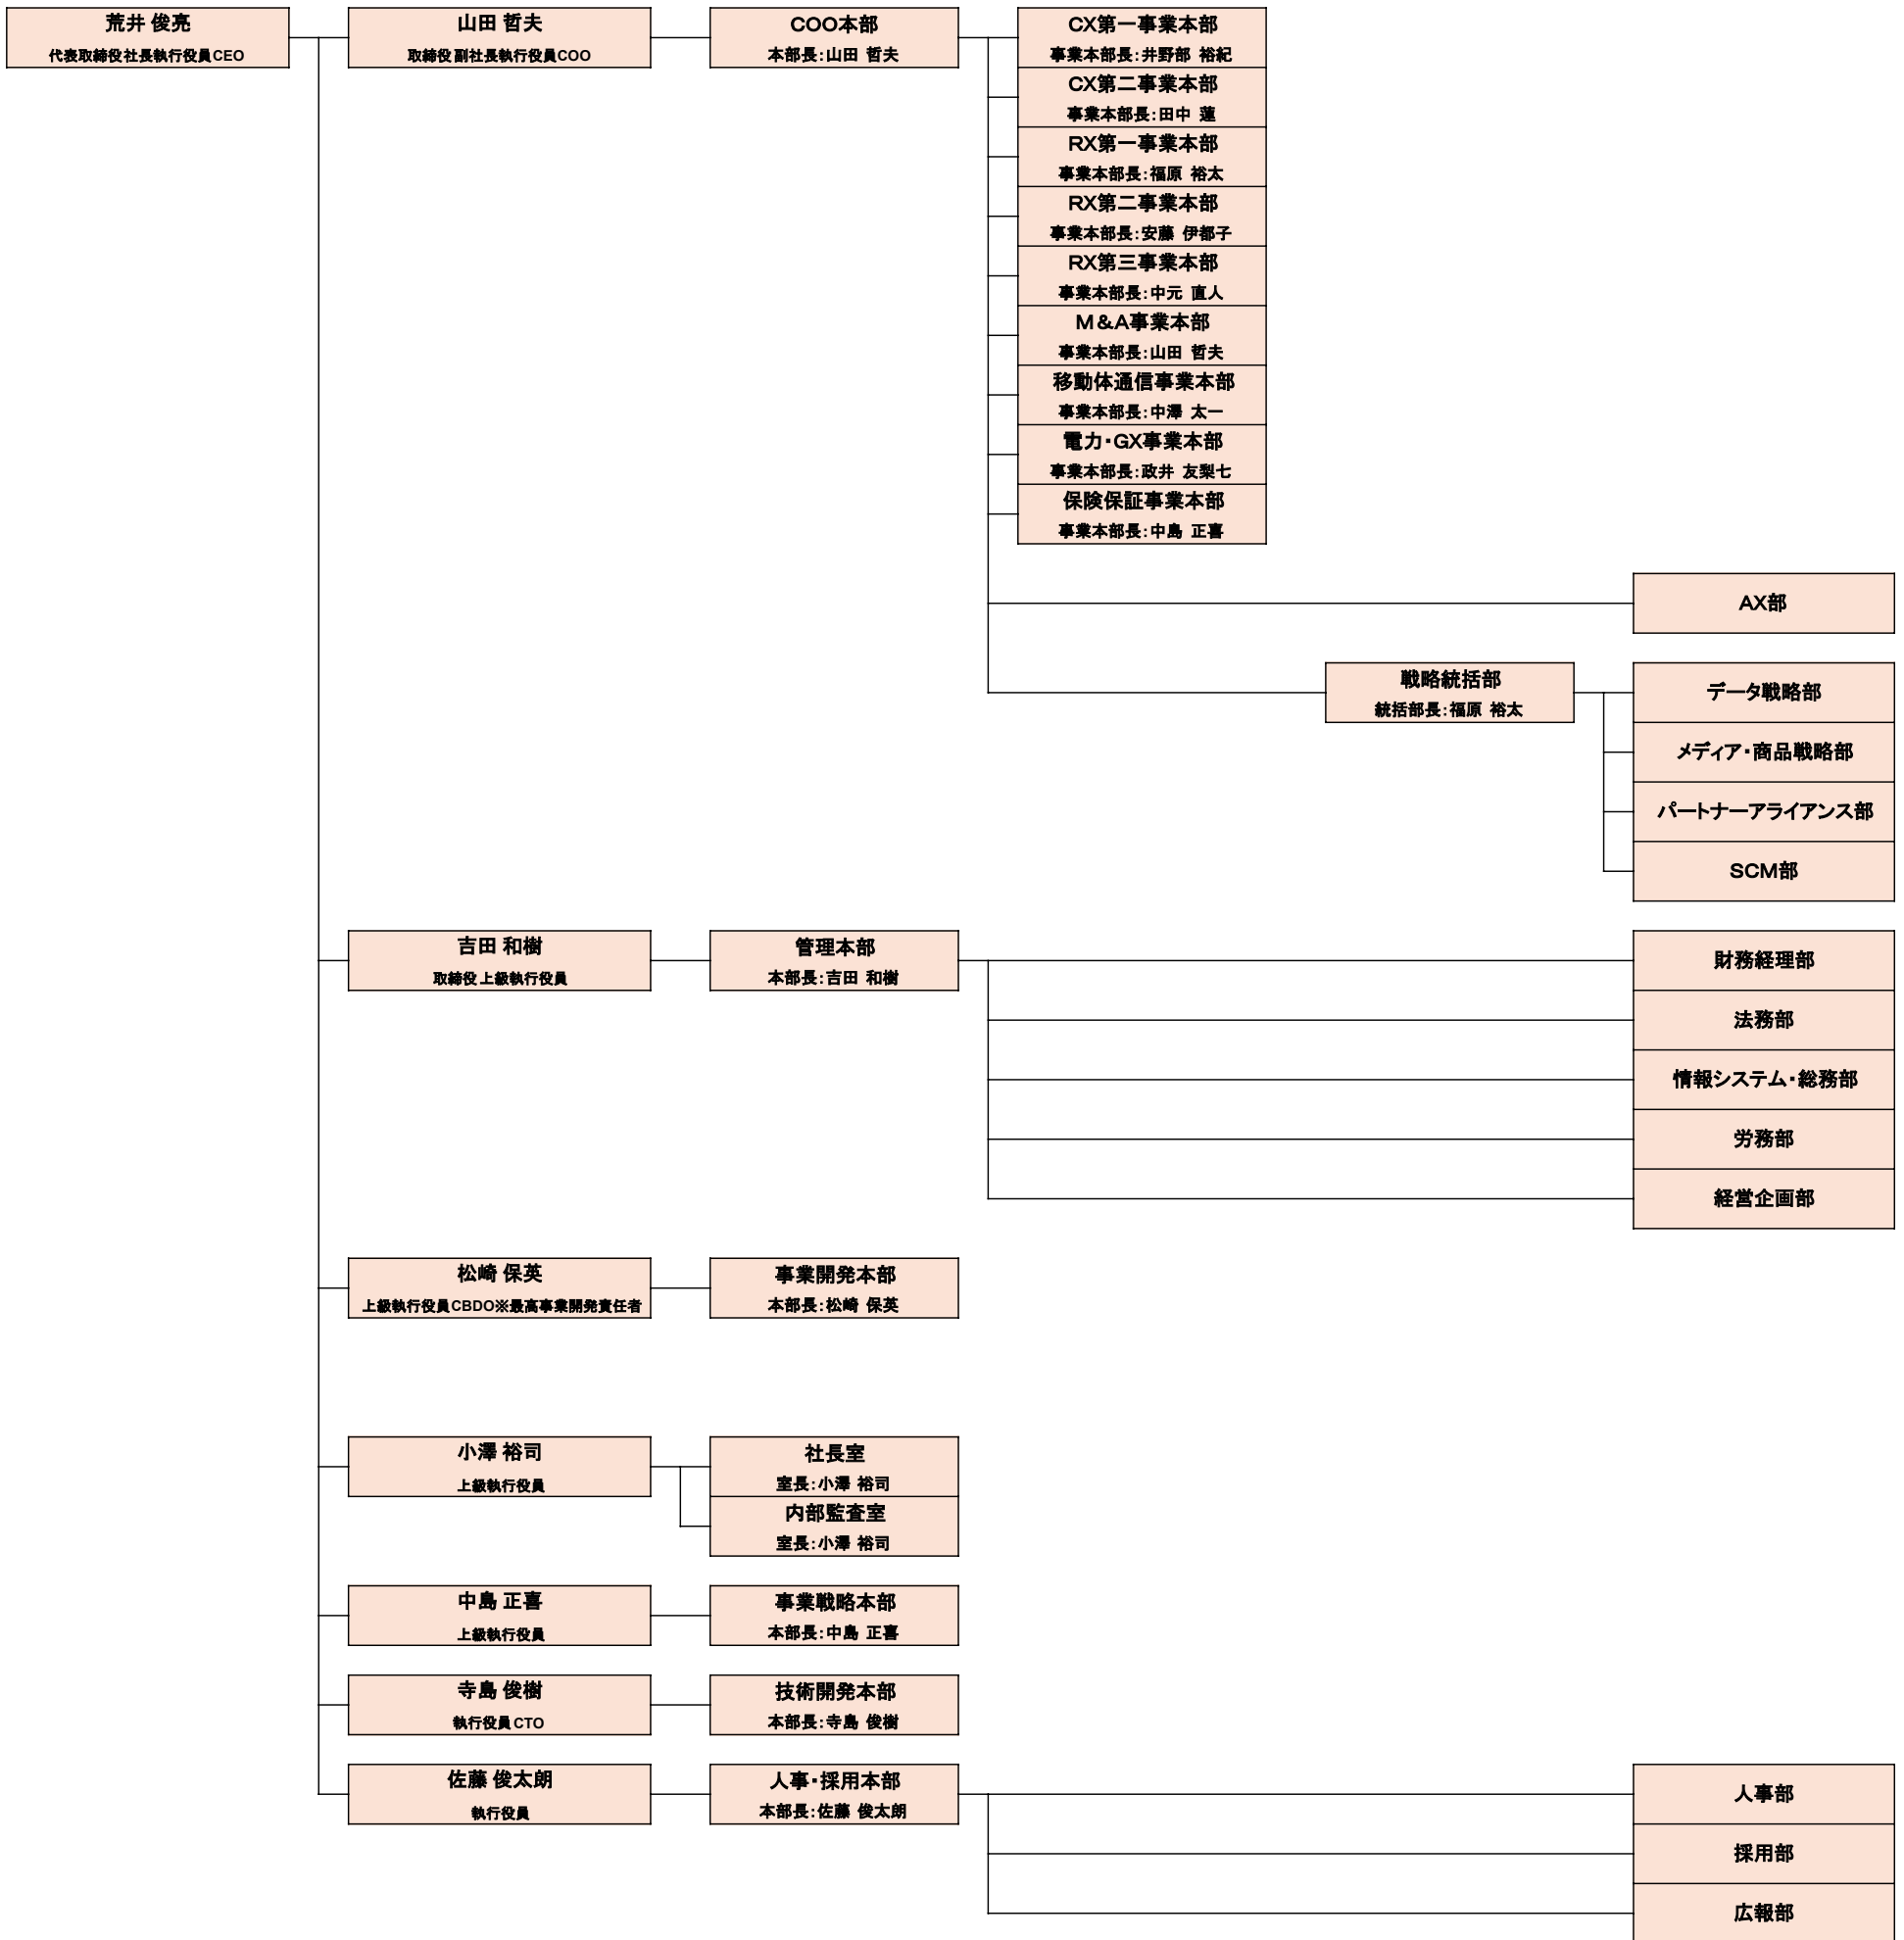 荒井 俊亮
代表取締役社長執行役員CEO
山田 哲夫
取締役 副社長執行役員COO
COO本部
本部長：山田 哲夫
CX第一事業本部
事業本部長：井野部 裕紀
CX第二事業本部
事業本部長：田中 蓮
RX第一事業本部
事業本部長：福原 裕太
RX第二事業本部
事業本部長：安藤 伊都子
RX第三事業本部
事業本部長：中元 直人
M＆A事業本部
事業本部長：山田 哲夫
移動体通信事業本部
事業本部長：中澤 太一
電力・GX事業本部
事業本部長：政井 友梨七
保険保証事業本部
事業本部長：中島 正喜
AX部
戦略統括部
統括部長：福原 裕太
データ戦略部
メディア・商品戦略部
パートナーアライアンス部
SCM部
吉田 和樹
取締役 上級執行役員
管理本部
本部長：吉田 和樹
財務経理部
法務部
情報システム・総務部
労務部
経営企画部
松崎 保英
上級執行役員CBDO※最高事業開発責任者
事業開発本部
本部長：松崎 保英
小澤 裕司
上級執行役員
社長室
室長：小澤 裕司
内部監査室
室長：小澤 裕司
中島 正喜
上級執行役員
事業戦略本部
本部長：中島 正喜
寺島 俊樹
執行役員CTO
技術開発本部
本部長：寺島 俊樹
佐藤 俊太朗
執行役員
人事・採用本部
本部長：佐藤 俊太朗
人事部
採用部
広報部